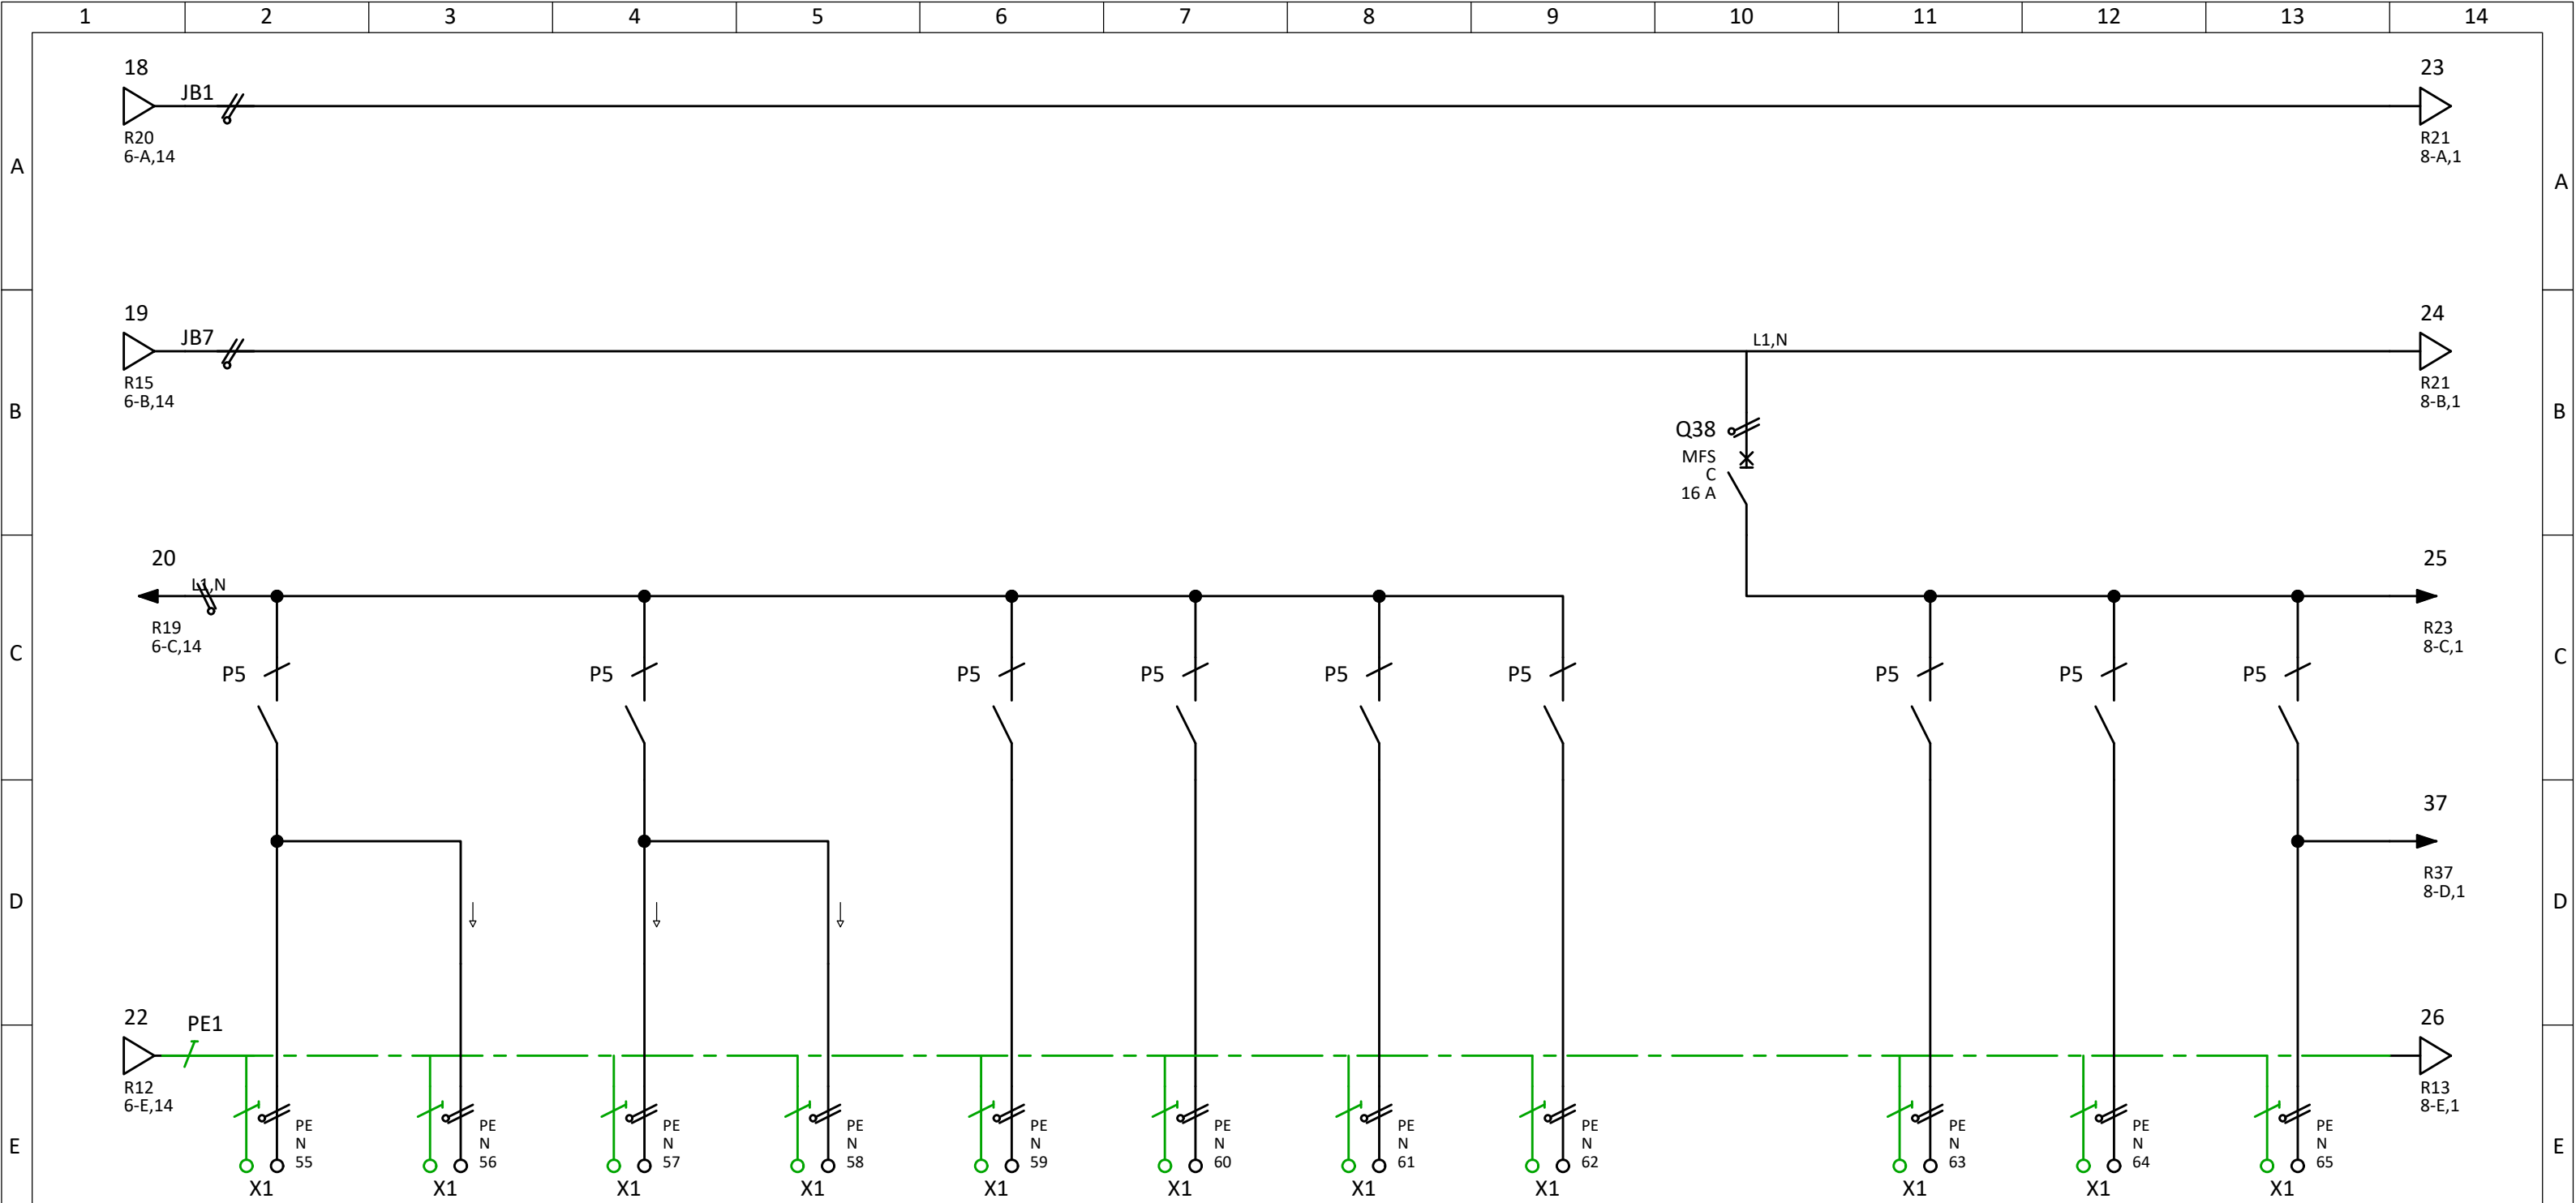 1 2 3 4 5 6 7 8 9 10 11 12 13 14
18 23
JB1
R20 R21
6-A,14 8-A,1
A A
19 24
JB7 L1,N
R15 R21
6-B,14 8-B,1
B B
Q38
MFS
C
16 A
20 25
L1,N
R19 R23
6-C,14 8-C,1
C C
P5 P5 P5 P5 P5 P5 P5 P5 P5
37
R37
8-D,1
D D
22 PE1 26
R12 R13
6-E,14 8-E,1
PE PE PE PE PE PE PE PE PE PE PE
E N N N N N N N N N N N E
55 56 57 58 59 60 61 62 63 64 65
X1 X1 X1 X1 X1 X1 X1 X1 X1 X1 X1